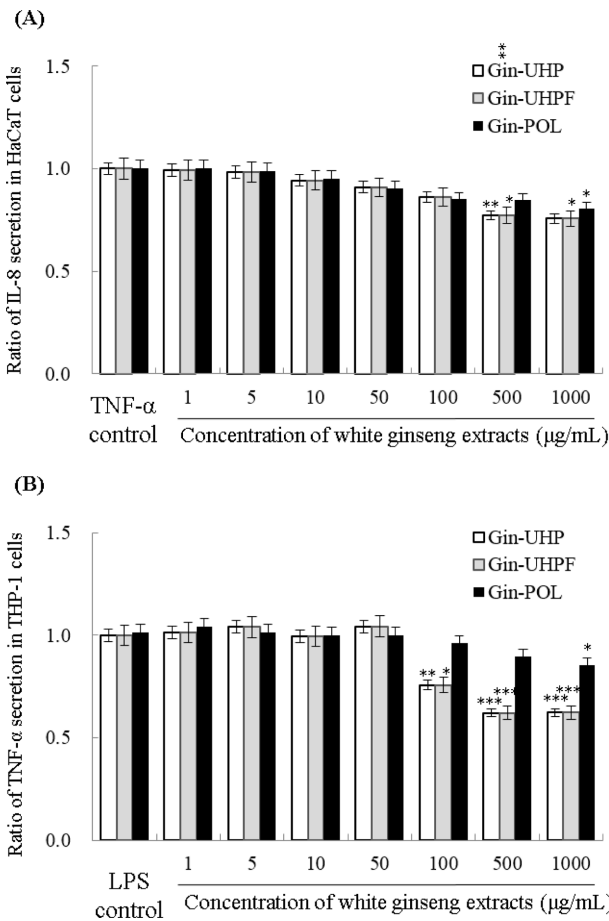 (A)
Ratio of IL-8 secretion in HaCaT cells
1.5
1.0
0.5
0.0
**
Gin-UHP
Gin-UHPF
Gin-POL
** * * *
TNF-α control
1 5 10 50 100 500 1000
Concentration of white ginseng extracts (μg/mL)
(B)
Ratio of TNF-α secretion in THP-1 cells
1.5
1.0
0.5
0.0
Gin-UHP
Gin-UHPF
Gin-POL
** * *** *** *** *** *
LPS control
1 5 10 50 100 500 1000
Concentration of white ginseng extracts (μg/mL)